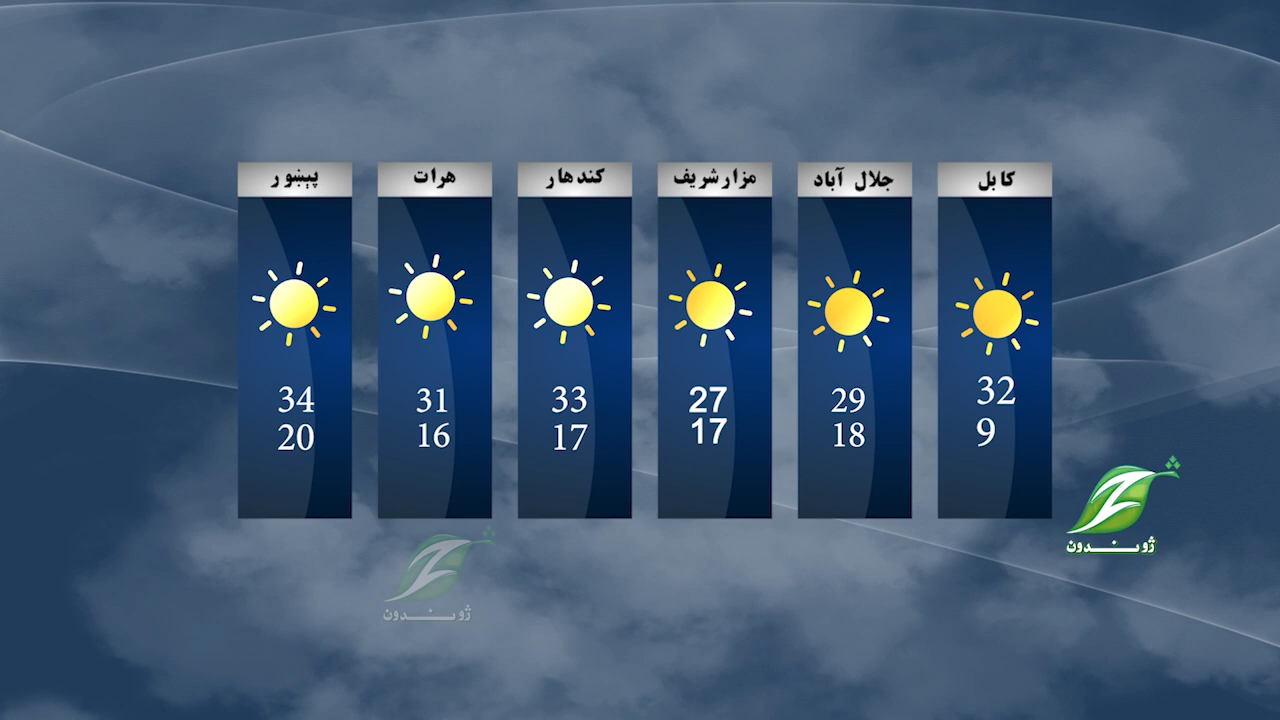 کابل
32
9
جلال آباد
29
18
مزارشریف
27
17
کندهار
33
17
هرات
31
16
پېښور
34
20
ژوندون
ژوندون